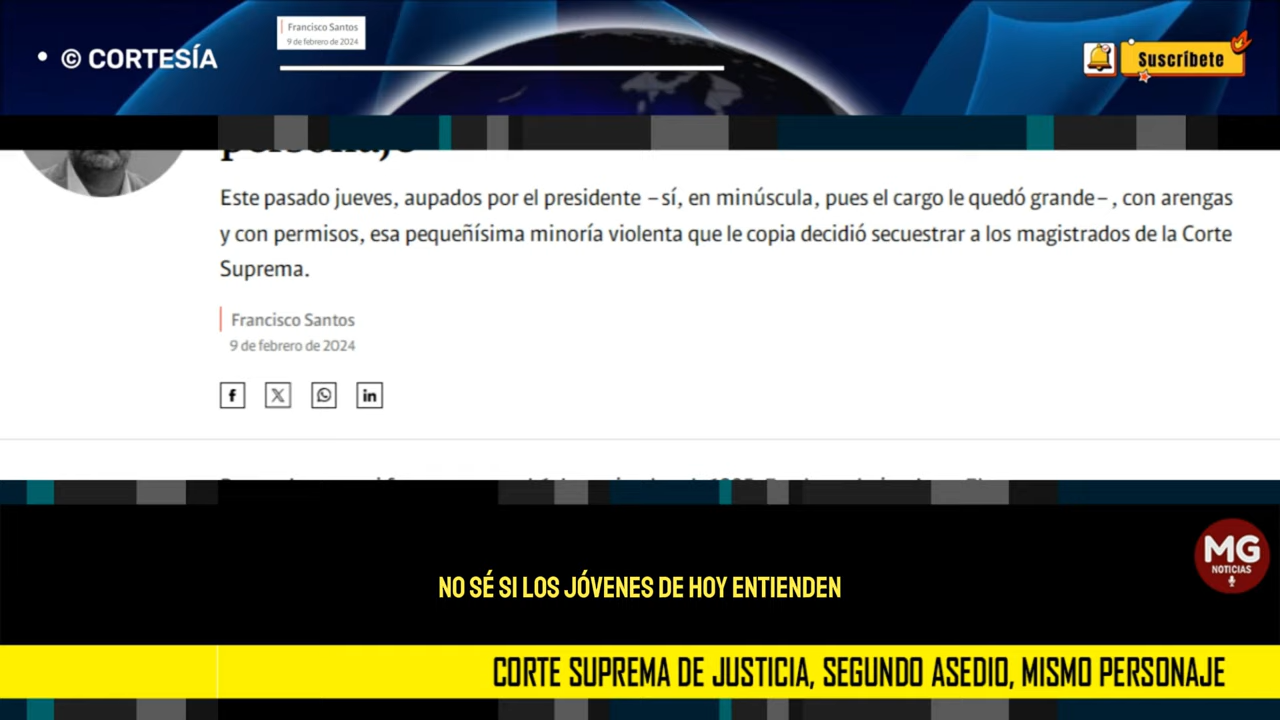 Francisco Santos
9 de febrero de 2024
• © CORTESÍA
Suscríbete
personaje
Este pasado jueves, aupados por el presidente –sí, en minúscula, pues el cargo le quedó grande– , con arengas
y con permisos, esa pequeñísima minoría violenta que le copia decidió secuestrar a los magistrados de la Corte
Suprema.
Francisco Santos
9 de febrero de 2024
MG
NOTICIAS
NO SÉ SI LOS JÓVENES DE HOY ENTIENDEN
CORTE SUPREMA DE JUSTICIA, SEGUNDO ASEDIO, MISMO PERSONAJE